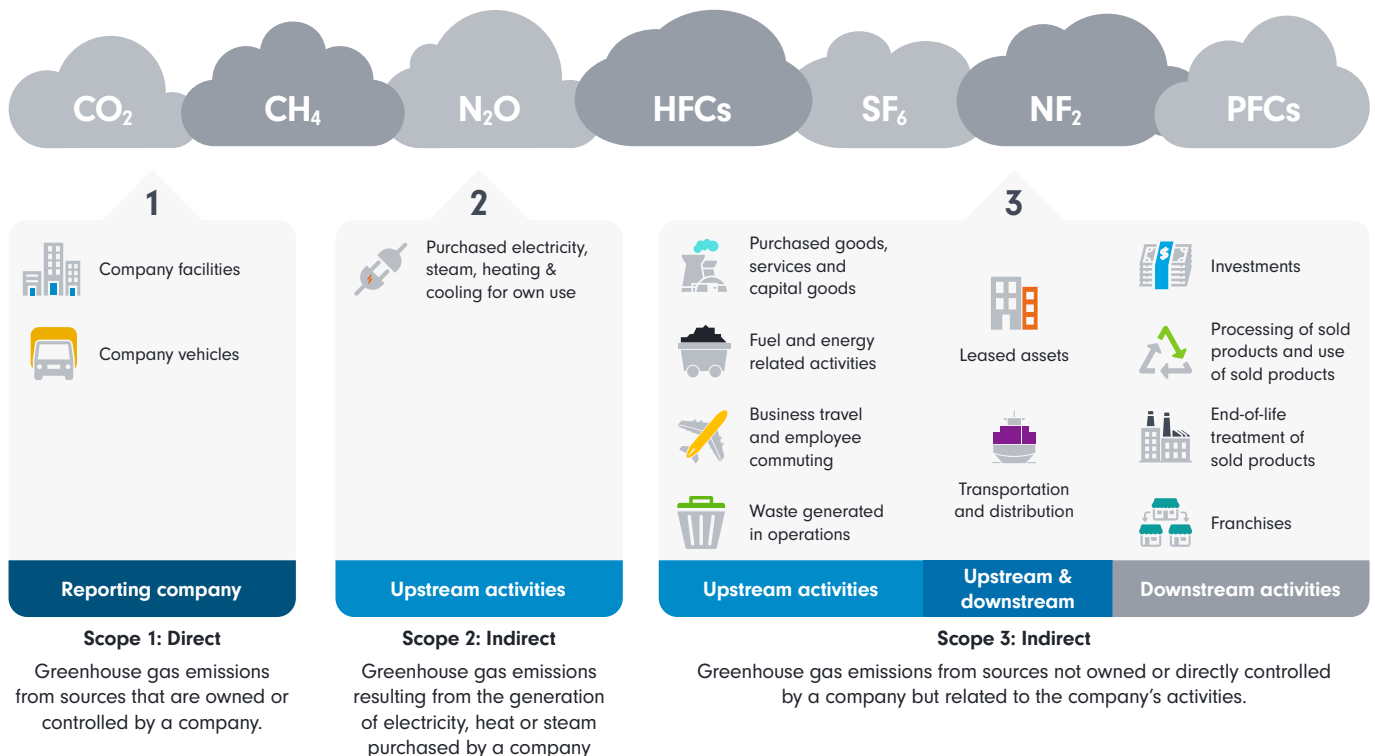 CO₂
CH₄
N₂O
HFCs
SF₆
NF₂
PFCs
1
Company facilities
Company vehicles
Reporting company
Scope 1: Direct
Greenhouse gas emissions
from sources that are owned or
controlled by a company.
2
Purchased electricity,
steam, heating &
cooling for own use
Upstream activities
Scope 2: Indirect
Greenhouse gas emissions
resulting from the generation
of electricity, heat or steam
purchased by a company
3
Purchased goods,
services and
capital goods
Fuel and energy
related activities
Business travel
and employee
commuting
Waste generated
in operations
Upstream activities
Leased assets
Transportation
and distribution
Upstream &
downstream
$
Investments
Processing of sold
products and use
of sold products
End-of-life
treatment of
sold products
Franchises
Downstream activities
Scope 3: Indirect
Greenhouse gas emissions from sources not owned or directly controlled
by a company but related to the company’s activities.